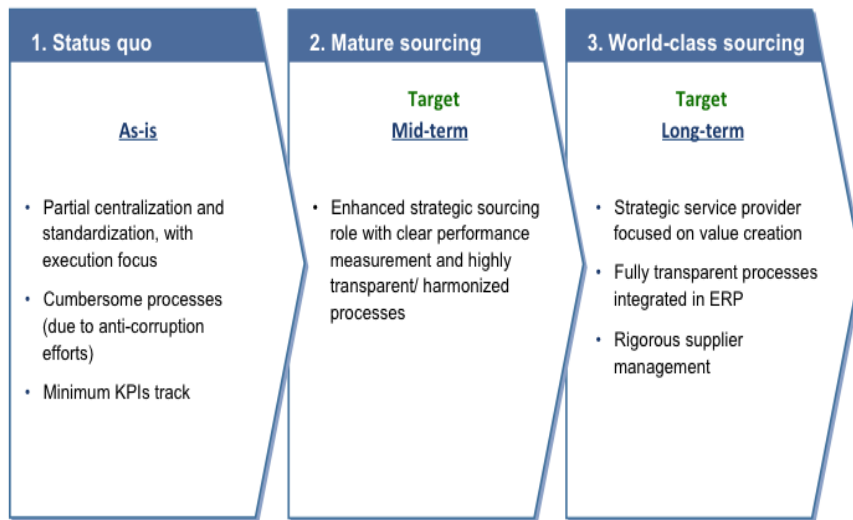 1. Status quo
As-is
• Partial centralization and
standardization, with
execution focus
• Cumbersome processes
(due to anti-corruption
efforts)
• Minimum KPIs track
2. Mature sourcing
Target
Mid-term
• Enhanced strategic sourcing
role with clear performance
measurement and highly
transparent/ harmonized
processes
3. World-class sourcing
Target
Long-term
• Strategic service provider
focused on value creation
• Fully transparent processes
integrated in ERP
• Rigorous supplier
management